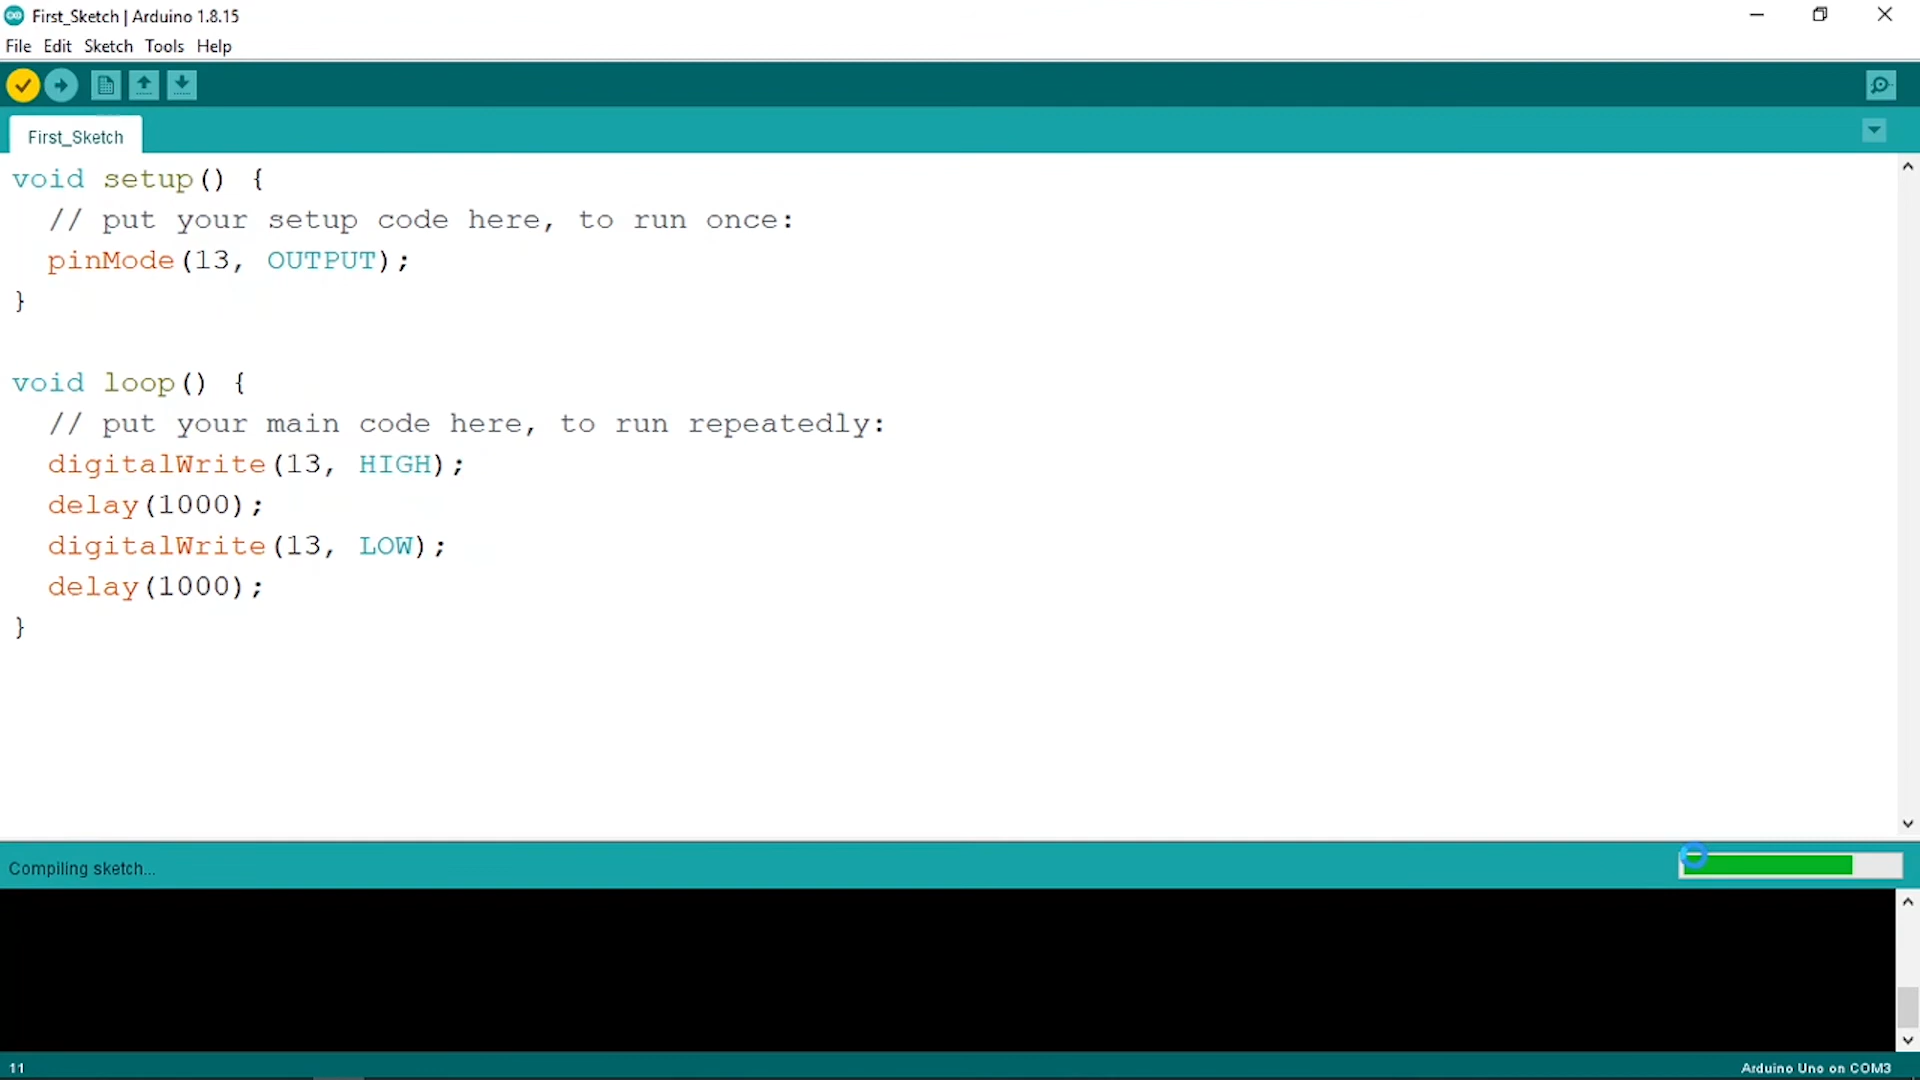 First_Sketch | Arduino 1.8.15
File Edit Sketch Tools Help
First_Sketch
void setup() {
  // put your setup code here, to run once:
  pinMode(13, OUTPUT);
}
void loop() {
  // put your main code here, to run repeatedly:
  digitalWrite(13, HIGH);
  delay(1000);
  digitalWrite(13, LOW);
  delay(1000);
}
Compiling sketch...
11 Arduino Uno on COM3